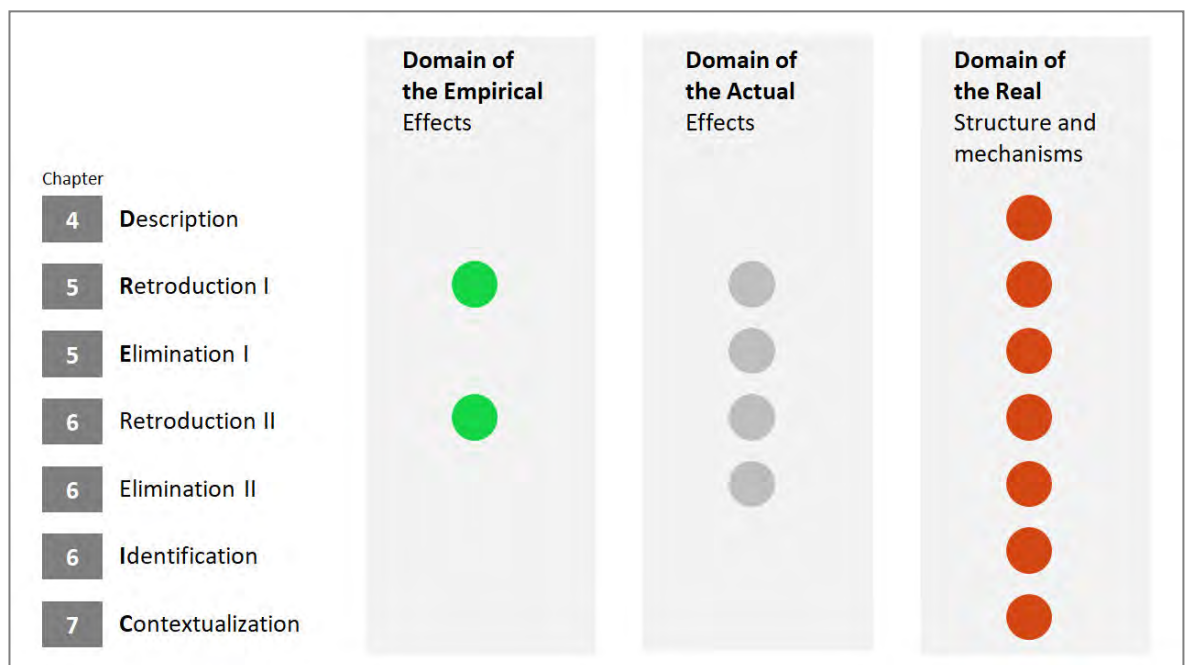 Domain of
the Empirical
Effects
Domain of
the Actual
Effects
Domain of
the Real
Structure and
mechanisms
Chapter
4 Description
5 Retroduction I
5 Elimination I
6 Retroduction II
6 Elimination II
6 Identification
7 Contextualization